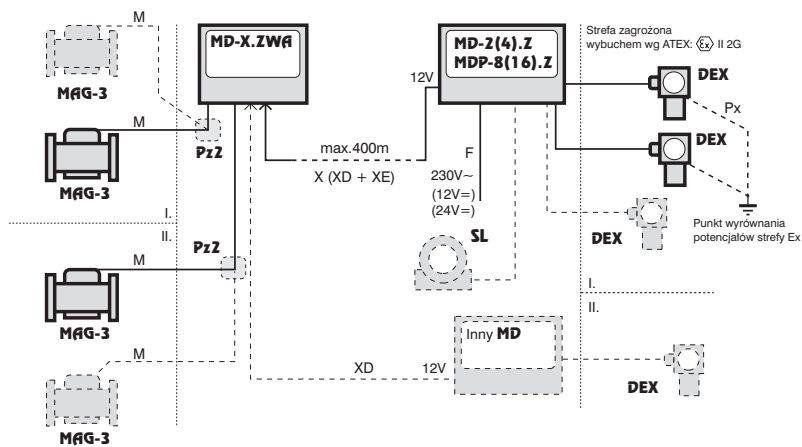 M
MD-X.ZWA
MD-2(4).Z
MDP-8(16).Z
Strefa zagrożona
wybuchem wg ATEX: Ex II 2G
MAG-3
12V
DEX
Px
M
Pz2
max.400m
X (XD + XE)
F
230V~
(12V=)
(24V=)
DEX
MAG-3
I.
II.
Punkt wyrównania
potencjałów strefy Ex
SL
DEX
M
Pz2
I.
II.
MAG-3
Inny MD
M
XD
12V
DEX
MAG-3